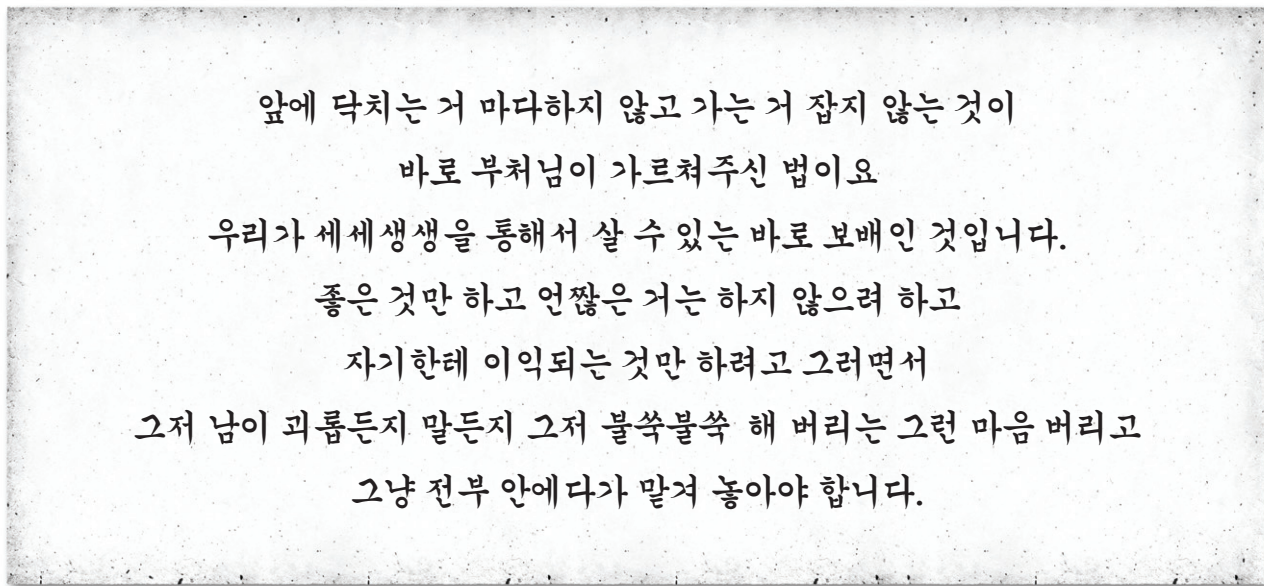 앞에 닥치는 거 마다하지 않고 가는 거 잡지 않는 것이
바로 부처님이 가르쳐주신 법이요
우리가 세세생생을 통해서 살 수 있는 바로 보배인 것입니다.
좋은 것만 하고 언짢은 거는 하지 않으려 하고
자기한테 이익되는 것만 하려고 그러면서
그저 남이 괴롭든지 말든지 그저 불쑥불쑥 해 버리는 그런 마음 버리고
그냥 전부 안에다가 맡겨 놓아야 합니다.